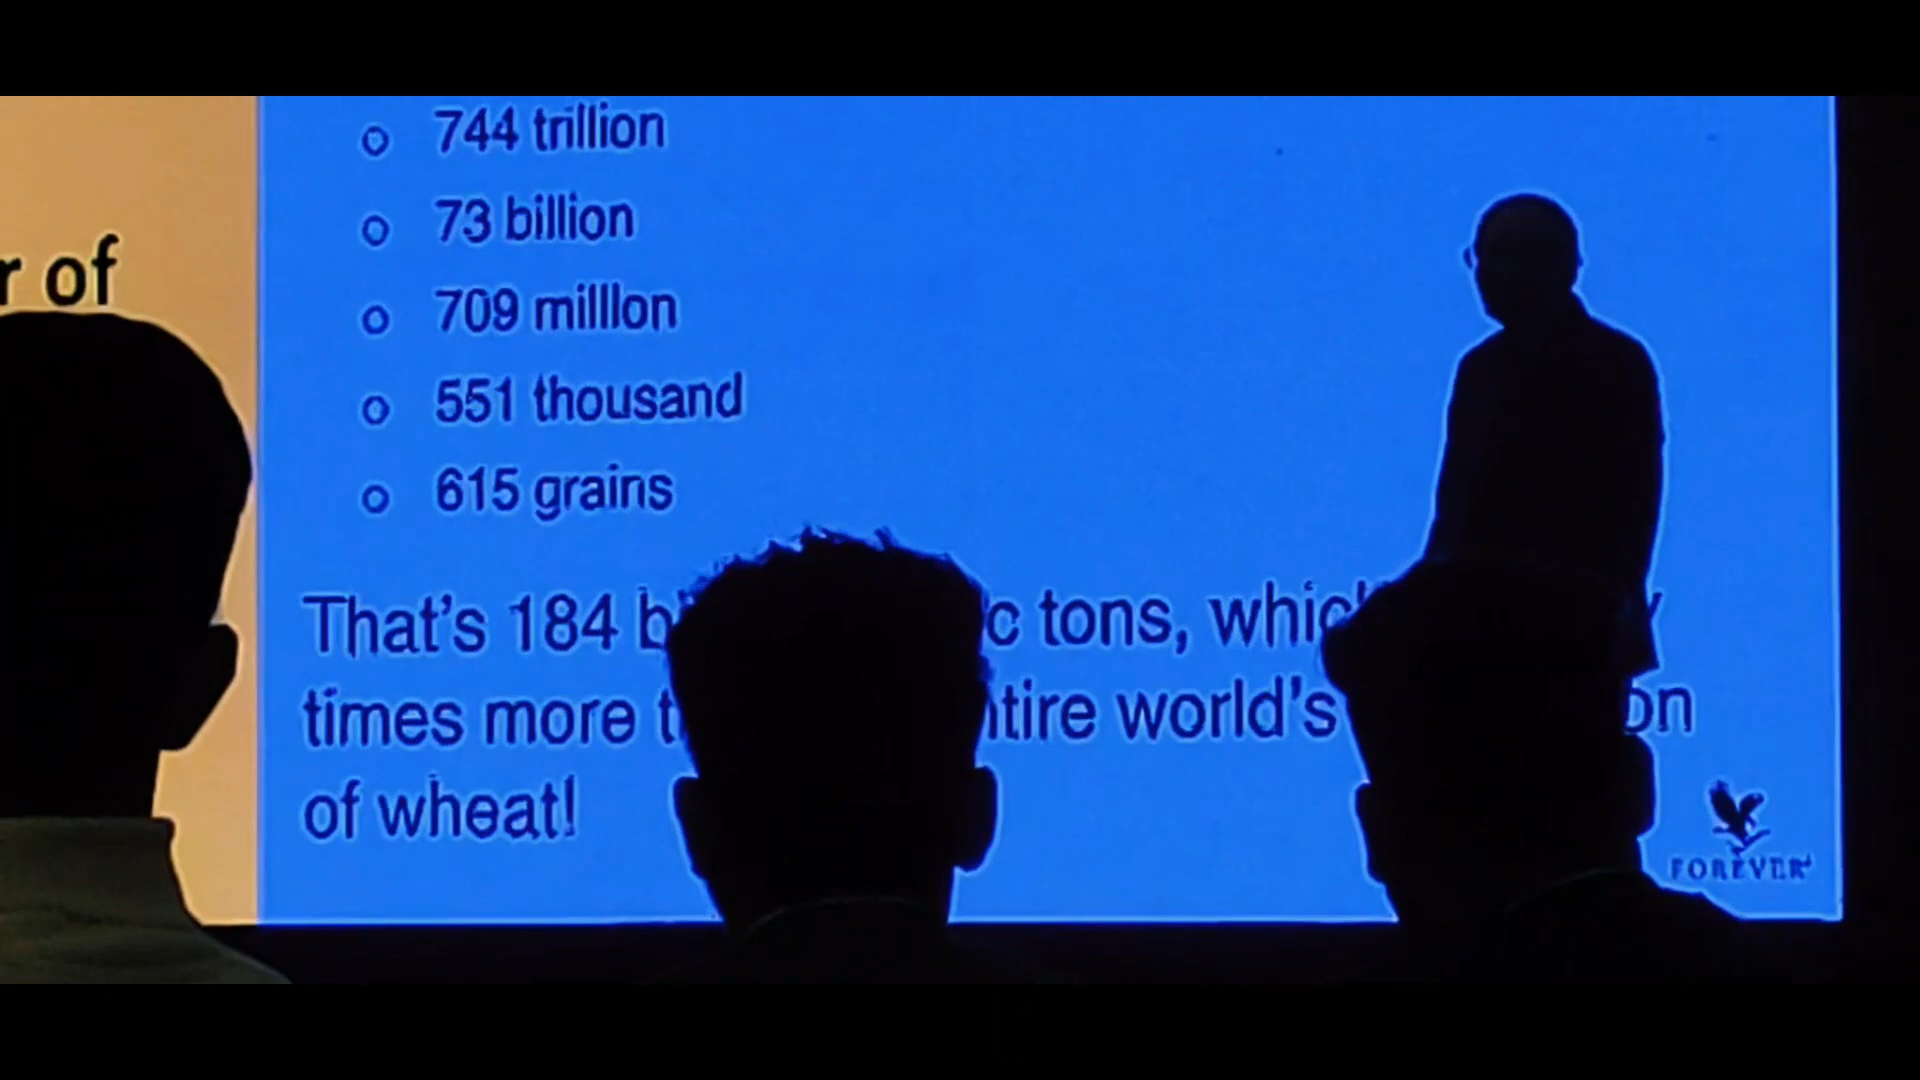 744 trillion
73 billion
r of
709 milllon
551 thousand
615 grains
That's 184 b c tons, whic
times more t ntire world's on
of wheat!
FOREVER